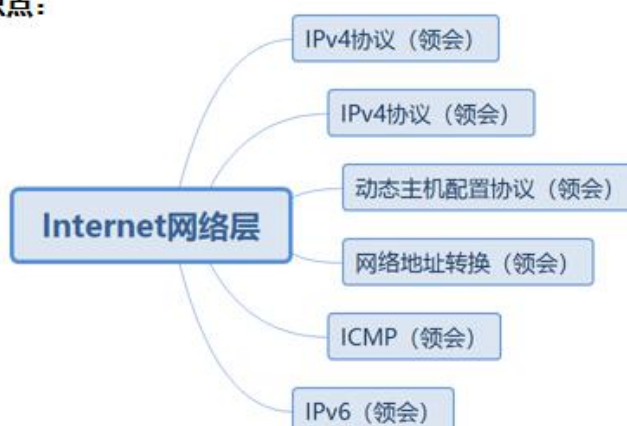 点：
IPv4协议（领会）
IPv4协议（领会）
动态主机配置协议（领会）
Internet网络层
网络地址转换（领会）
ICMP（领会）
IPv6（领会）